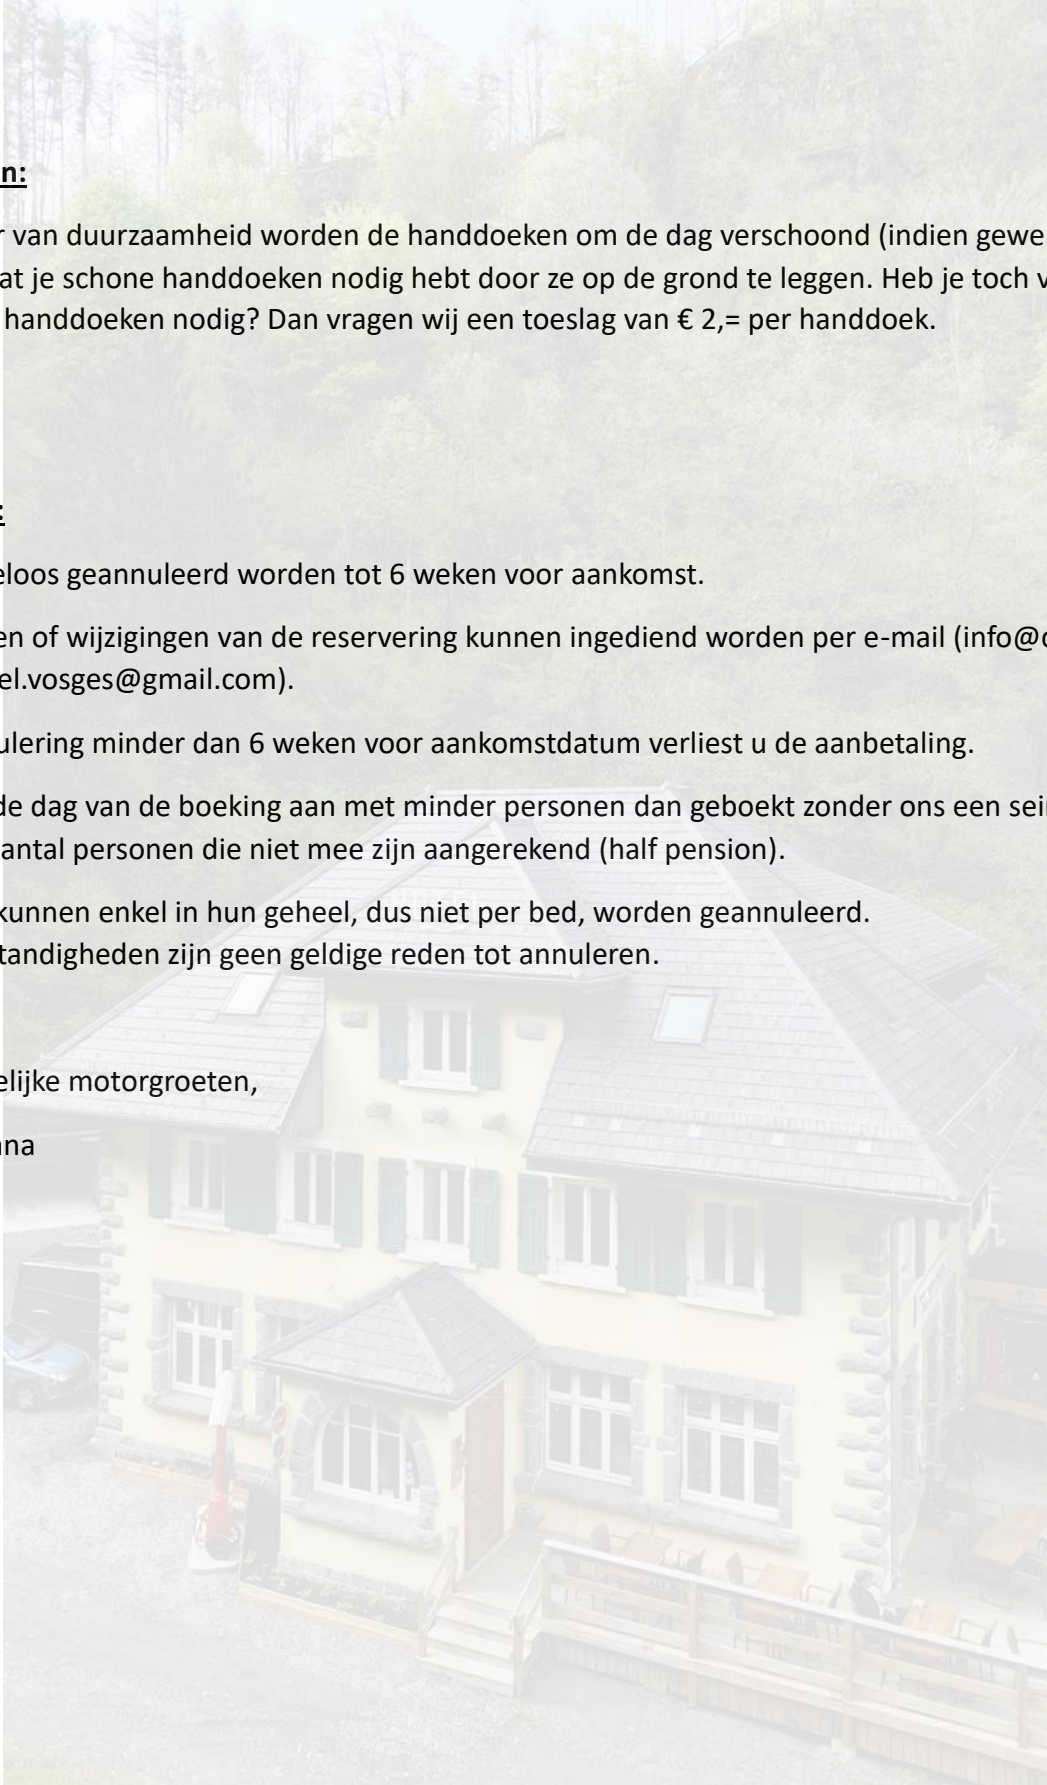 n:
r van duurzaamheid worden de handdoeken om de dag verschoond (indien gewe
at je schone handdoeken nodig hebt door ze op de grond te leggen. Heb je toch v
handdoeken nodig? Dan vragen wij een toeslag van € 2,= per handdoek.
:
eloos geannuleerd worden tot 6 weken voor aankomst.
en of wijzigingen van de reservering kunnen ingediend worden per e-mail (info@
el.vosges@gmail.com).
ulering minder dan 6 weken voor aankomstdatum verliest u de aanbetaling.
de dag van de boeking aan met minder personen dan geboekt zonder ons een sei
antal personen die niet mee zijn aangerekend (half pension).
kunnen enkel in hun geheel, dus niet per bed, worden geannuleerd.
tandigheden zijn geen geldige reden tot annuleren.
elijke motorgroeten,
na